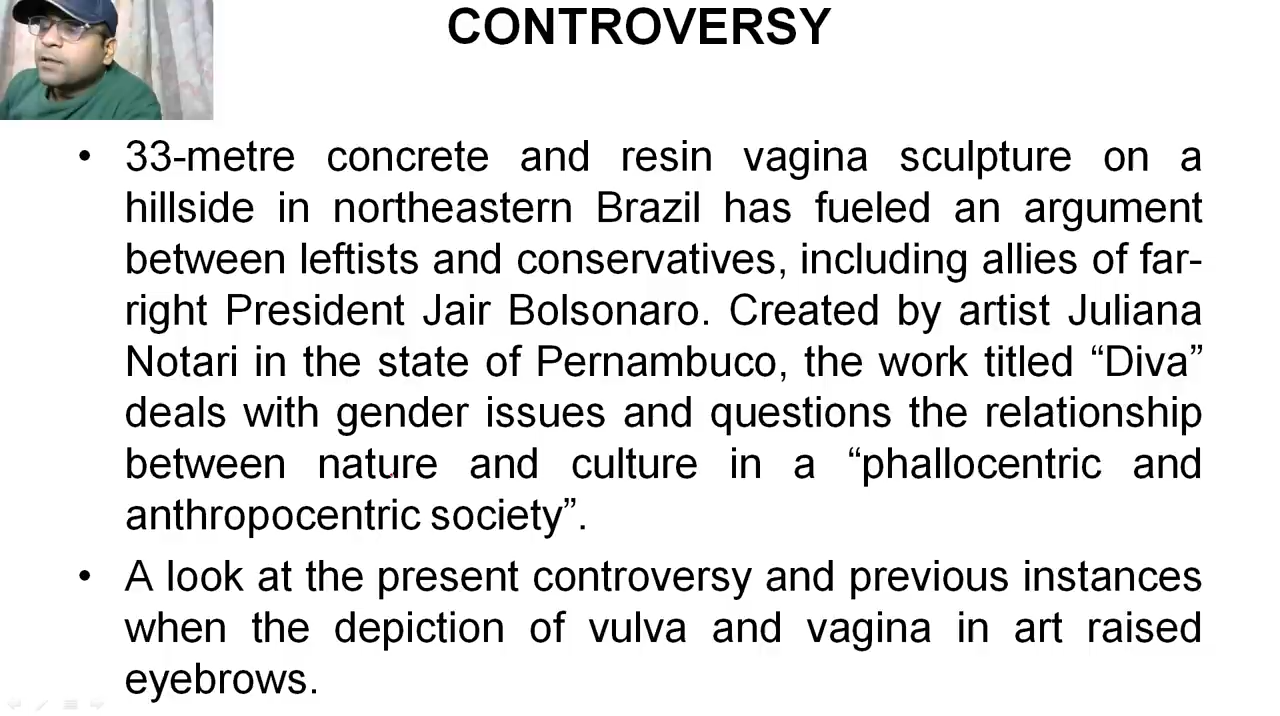 CONTROVERSY
• 33-metre concrete and resin vagina sculpture on a
hillside in northeastern Brazil has fueled an argument
between leftists and conservatives, including allies of far-
right President Jair Bolsonaro. Created by artist Juliana
Notari in the state of Pernambuco, the work titled “Diva”
deals with gender issues and questions the relationship
between nature and culture in a “phallocentric and
anthropocentric society”.
• A look at the present controversy and previous instances
when the depiction of vulva and vagina in art raised
eyebrows.